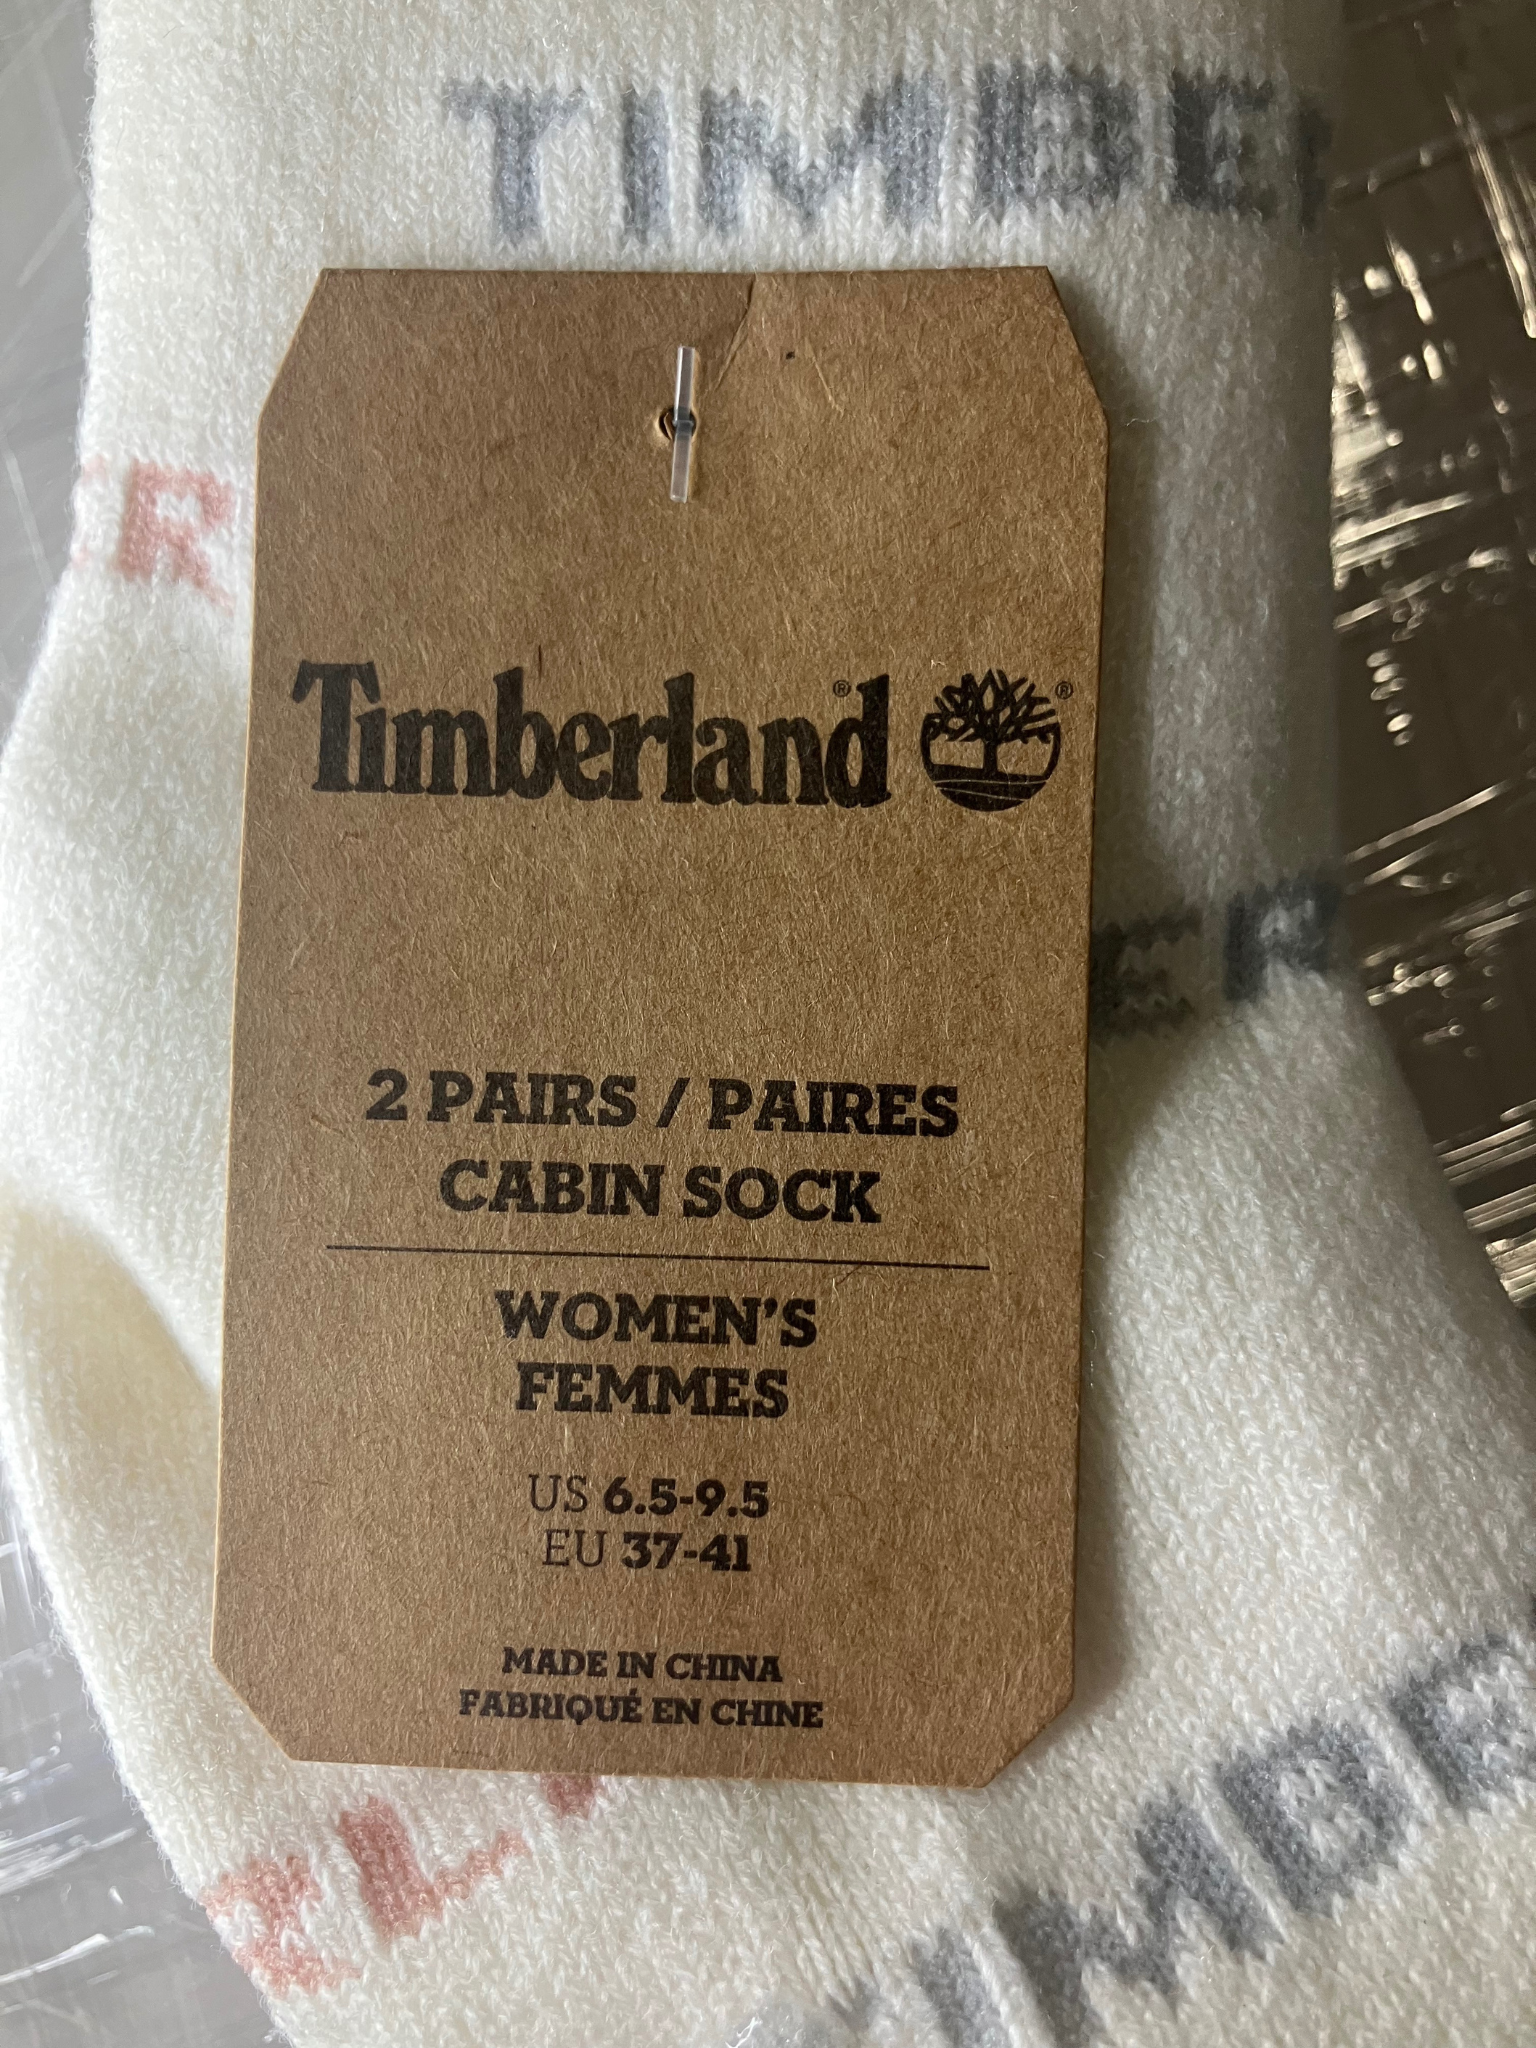 TIMBE
R
Timberland® ®
2 PAIRS / PAIRES
CABIN SOCK
WOMEN'S
FEMMES
US 6.5-9.5
EU 37-41
MADE IN CHINA
FABRIQUÉ EN CHINE